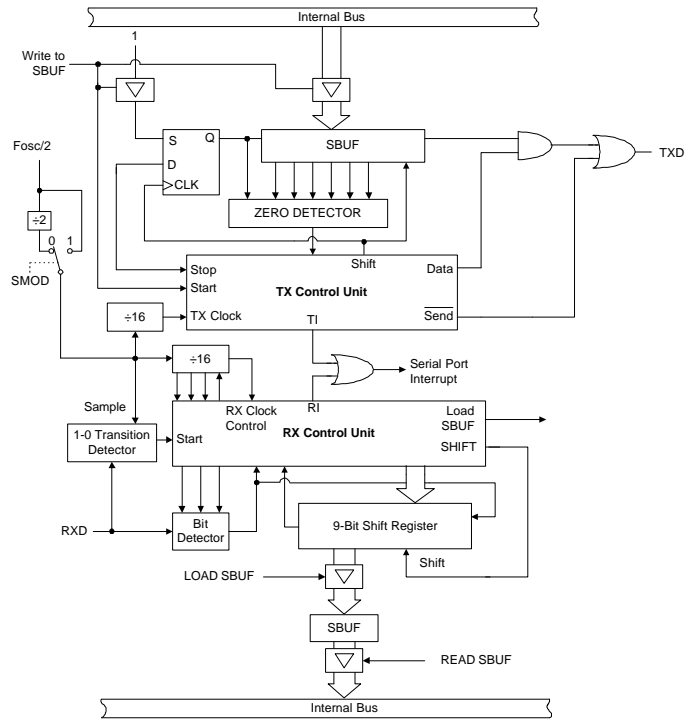 Internal Bus
1
Write to
SBUF
S
Q
D
CLK
SBUF
TXD
Fosc/2
÷2
0 1
SMOD
ZERO DETECTOR
Shift
Stop
Start
TX Clock
TX Control Unit
Data
Send
TI
÷16
÷16
Serial Port
Interrupt
Sample
RX Clock
Control
RI
Load
SBUF
SHIFT
RX Control Unit
Start
1-0 Transition
Detector
RXD
Bit
Detector
9-Bit Shift Register
Shift
LOAD SBUF
SBUF
READ SBUF
Internal Bus